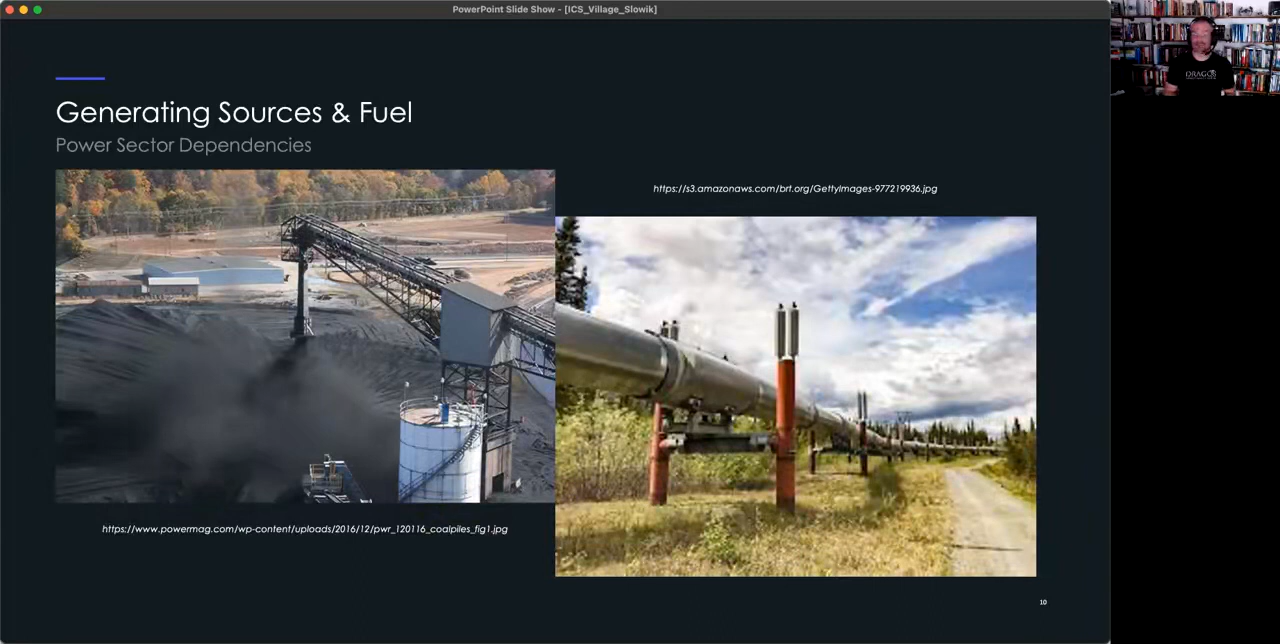 PowerPoint Slide Show - [ICS_Village_Slowik]
Generating Sources & Fuel
Power Sector Dependencies
https://s3.amazonaws.com/brt.org/GettyImages-977219936.jpg
https://www.powermag.com/wp-content/uploads/2016/12/pwr_120116_coalpiles_fig1.jpg
10
DRAGOS